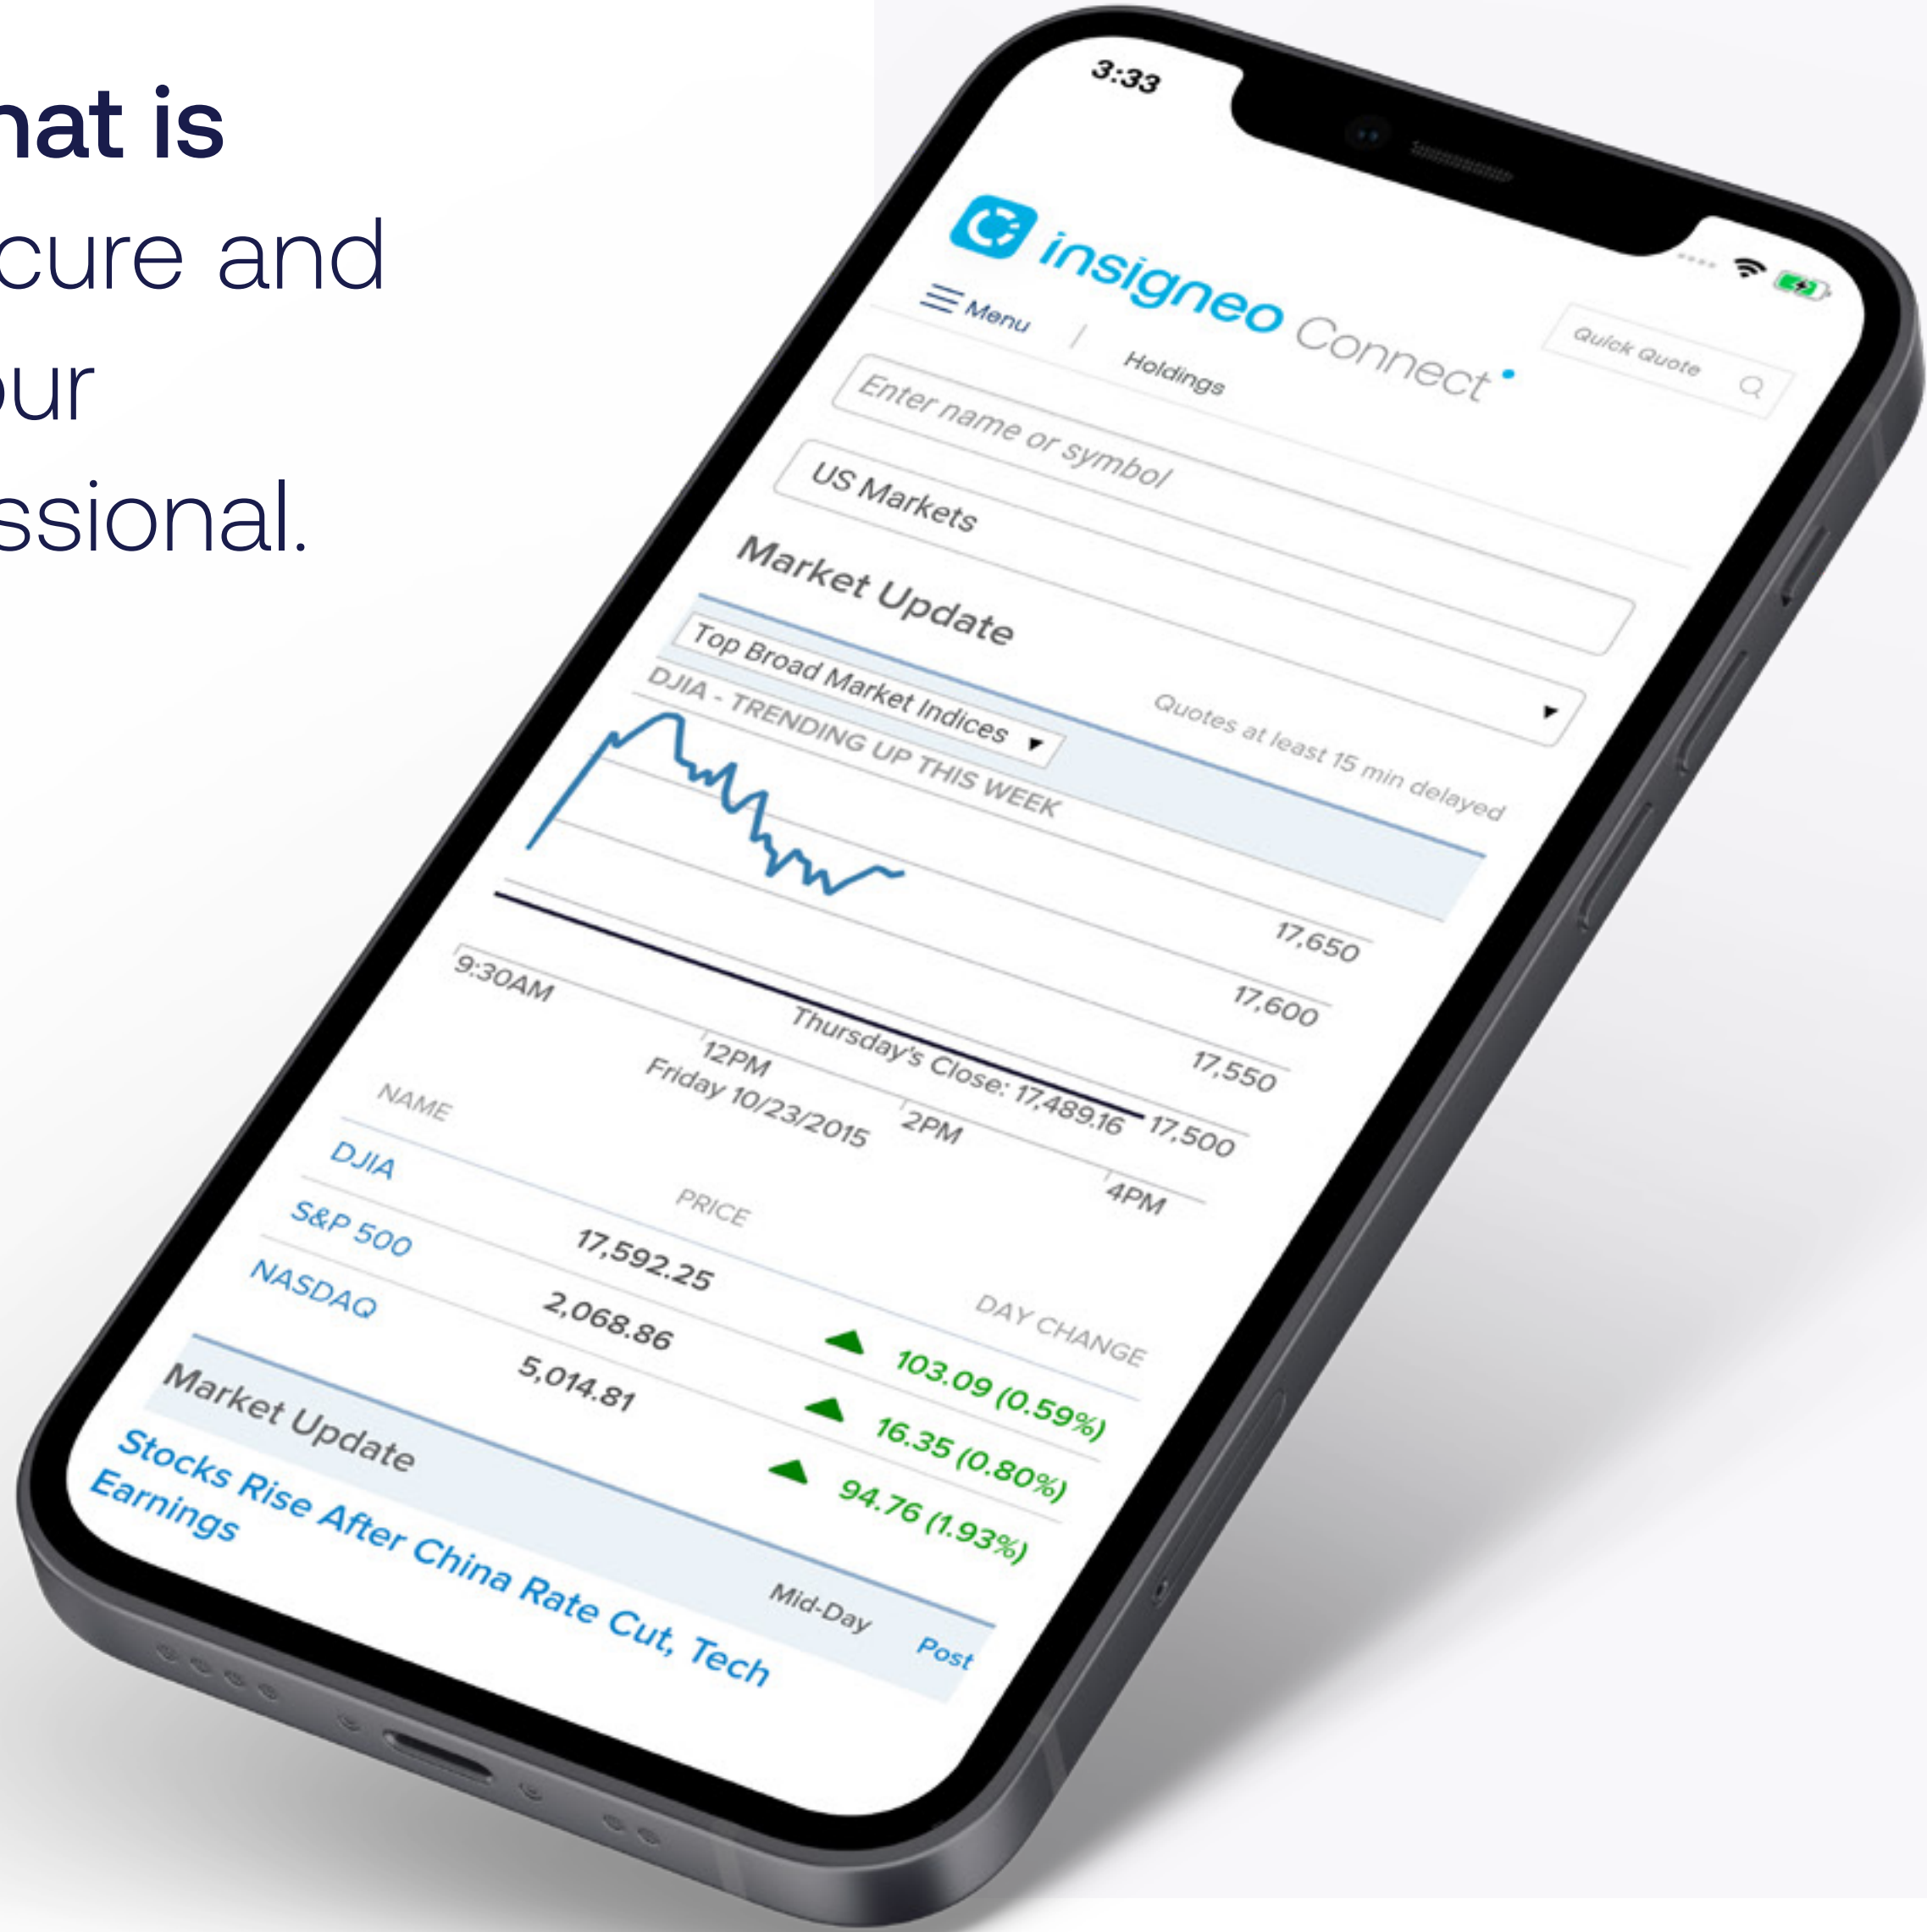 hat is
cure and
our
ssional.
3:33
insigneo Connect
Quick Quote
Menu | Holdings
Enter name or symbol
US Markets
Market Update
Top Broad Market Indices ▼
Quotes at least 15 min delayed
DJIA - TRENDING UP THIS WEEK
17,650
17,600
17,550
17,500
Thursday's Close: 17,489.16
9:30AM 12PM 2PM 4PM
Friday 10/23/2015
NAME PRICE DAY CHANGE
DJIA 17,592.25 ▲ 103.09 (0.59%)
S&P 500 2,068.86 ▲ 16.35 (0.80%)
NASDAQ 5,014.81 ▲ 94.76 (1.93%)
Market Update Mid-Day Post
Stocks Rise After China Rate Cut, Tech
Earnings